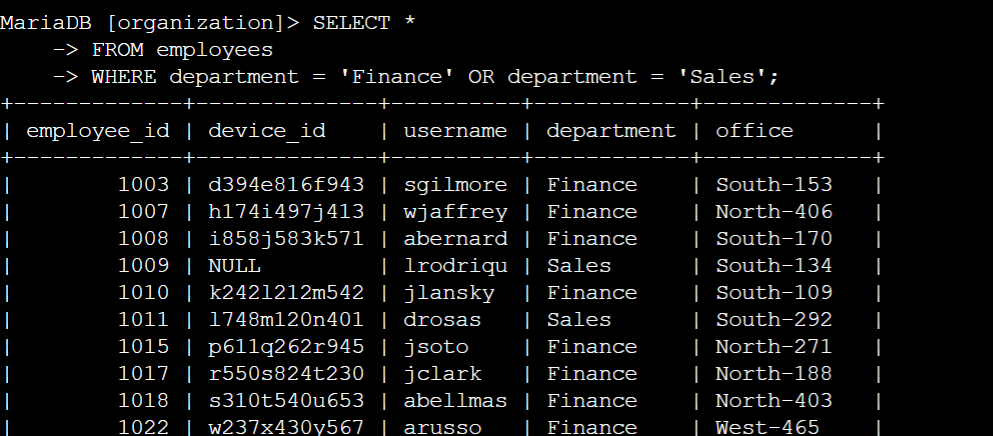 MariaDB [organization]> SELECT *
    -> FROM employees
    -> WHERE department = 'Finance' OR department = 'Sales';
+-------------+--------------+----------+------------+-------------+
| employee_id | device_id    | username | department | office      |
+-------------+--------------+----------+------------+-------------+
|        1003 | d394e816f943 | sgilmore | Finance    | South-153   |
|        1007 | h174i497j413 | wjaffrey | Finance    | North-406   |
|        1008 | i858j583k571 | abernard | Finance    | South-170   |
|        1009 | NULL         | lrodriqu | Sales      | South-134   |
|        1010 | k242l212m542 | jlansky  | Finance    | South-109   |
|        1011 | l748m120n401 | drosas   | Sales      | South-292   |
|        1015 | p611q262r945 | jsoto    | Finance    | North-271   |
|        1017 | r550s824t230 | jclark   | Finance    | North-188   |
|        1018 | s310t540u653 | abellmas | Finance    | North-403   |
|        1022 | w237x430y567 | arusso   | Finance    | West-465    |